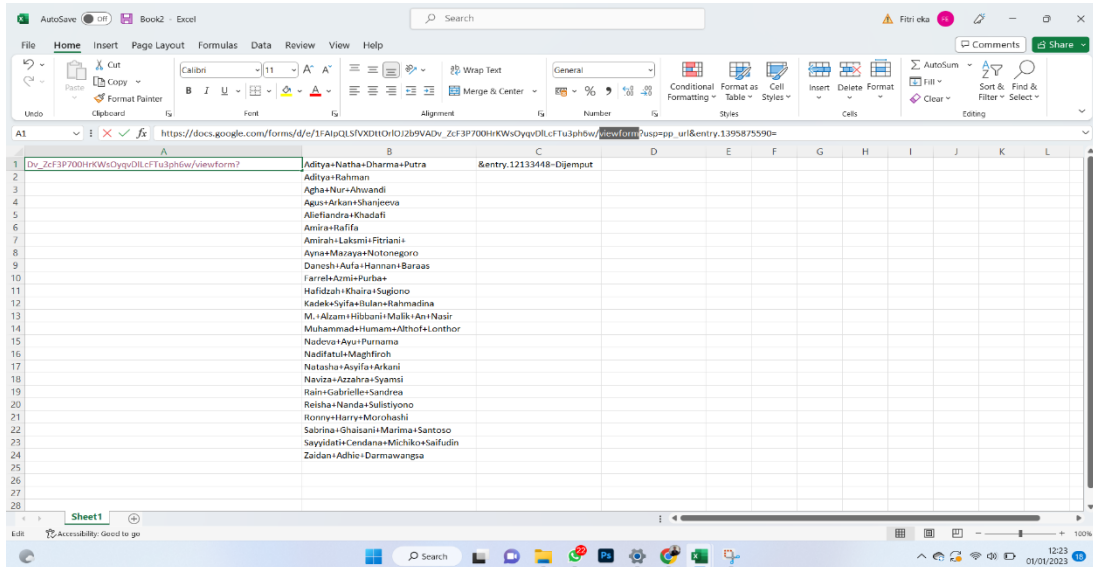 AutoSave Off Book2 - Excel Search Fitri eka FE
File Home Insert Page Layout Formulas Data Review View Help Comments Share
Paste Cut Copy Format Painter Calibri 11 Wrap Text Merge & Center General Conditional Formatting Format as Table Cell Styles Insert Delete Format AutoSum Fill Clear Sort & Filter Find & Select
Undo Clipboard Font Alignment Number Styles Cells Editing
A1 fx https://docs.google.com/forms/d/e/1FAIpQLSfVXDttOrlOJ2b9VADv_ZcF3P700HrKWsOyqvDlLcFTu3ph6w/viewform?usp=pp_url&entry.1395875590=
A B C D E F G H I J K L
1 Dv_ZcF3P700HrKWsOyqvDlLcFTu3ph6w/viewform? Aditya+Natha+Dharma+Putra &entry.12133448=Dijemput
2 Aditya+Rahman
3 Agha+Nur+Ahwandi
4 Agus+Arkan+Shanjeeva
5 Aliefiandra+Khadafi
6 Amira+Rafifa
7 Amirah+Laksmi+Fitriani+
8 Ayna+Mazaya+Notonegoro
9 Danesh+Aufa+Hannan+Baraas
10 Farrel+Azmi+Purba+
11 Hafidzah+Khaira+Sugiono
12 Kadek+Syifa+Bulan+Rahmadina
13 M.+Alzam+Hibbani+Malik+An+Nasir
14 Muhammad+Humam+Althof+Lonthor
15 Nadeva+Ayu+Purnama
16 Nadifatul+Maghfiroh
17 Natasha+Asyifa+Arkani
18 Naviza+Azzahra+Syamsi
19 Rain+Gabrielle+Sandrea
20 Reisha+Nanda+Sulistiyono
21 Ronny+Harry+Morohashi
22 Sabrina+Ghaisani+Marima+Santoso
23 Sayyidati+Cendana+Michiko+Saifudin
24 Zaidan+Adhie+Darmawangsa
25
26
27
28
Sheet1
Edit Accessibility: Good to go 100%
Search 22 12:23 18
01/01/2023